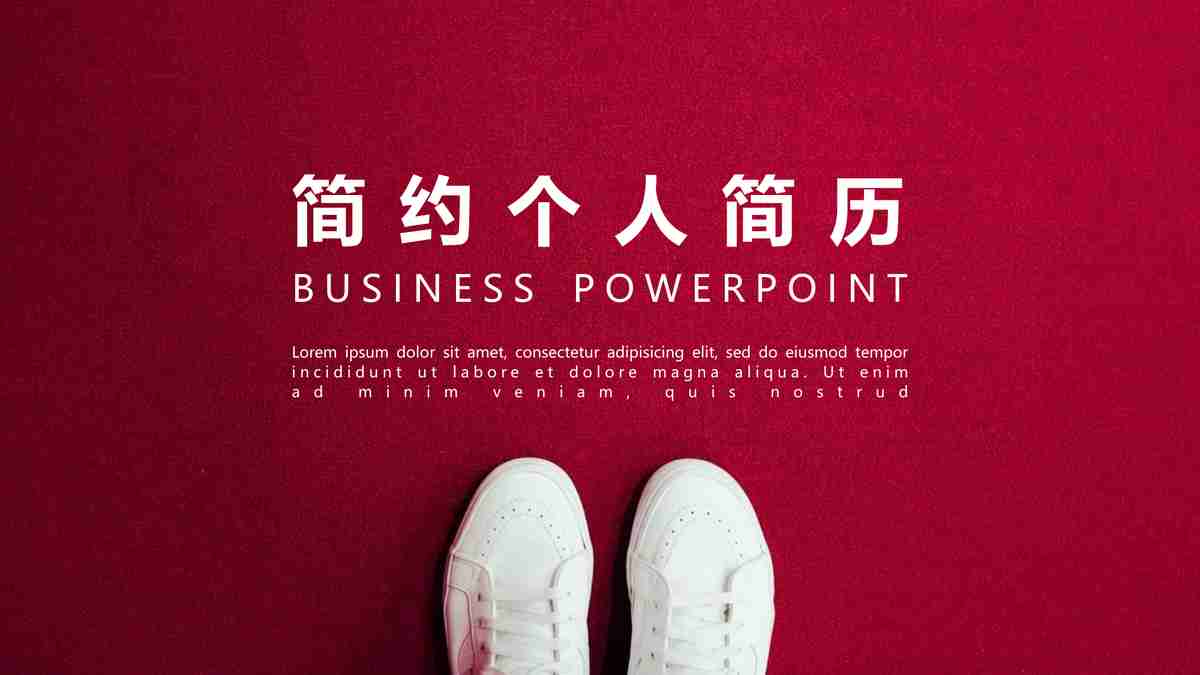 简约个人简历
BUSINESS POWERPOINT
Lorem ipsum dolor sit amet, consectetur adipisicing elit, sed do eiusmod tempor
incididunt ut labore et dolore magna aliqua. Ut enim
ad minim veniam, quis nostrud